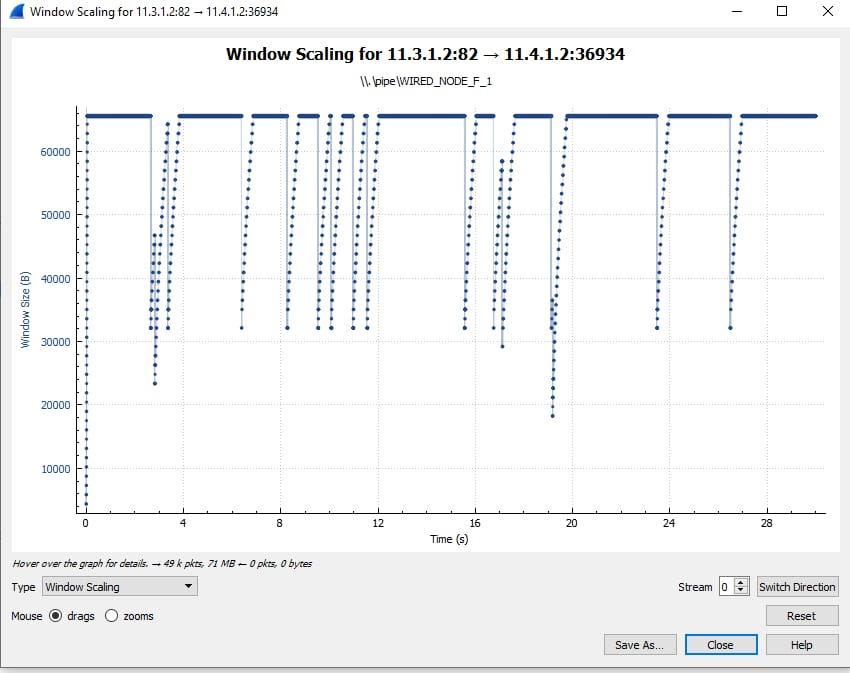 Window Scaling for 11.3.1.2:82 → 11.4.1.2:36934
Window Scaling for 11.3.1.2:82 → 11.4.1.2:36934
\\.\pipe\WIRED_NODE_F_1
60000
50000
40000
30000
20000
10000
Window Size (B)
0 4 8 12 16 20 24 28
Time (s)
Hover over the graph for details. → 49 k pkts, 71 MB ← 0 pkts, 0 bytes
Type Window Scaling Stream 0 Switch Direction
Mouse drags zooms Reset
Save As... Close Help